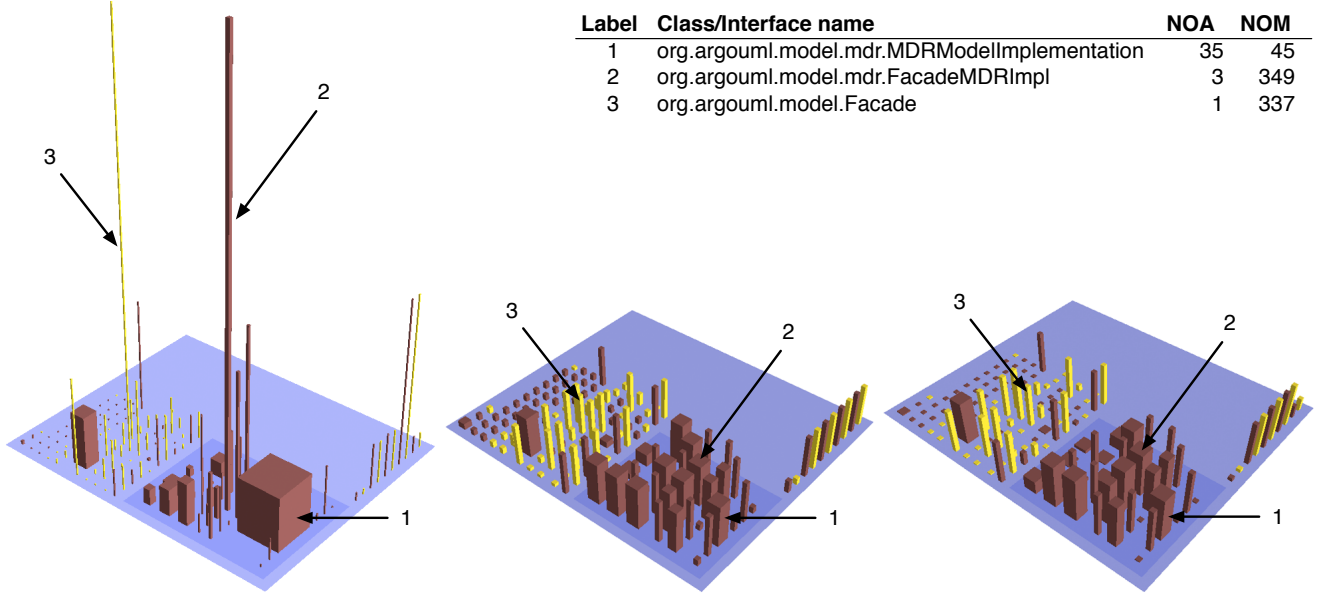 Label Class/Interface name NOA NOM
1 org.argouml.model.mdr.MDRModelImplementation 35 45
2 org.argouml.model.mdr.FacadeMDRImpl 3 349
3 org.argouml.model.Facade 1 337
2
3
1
3
2
1
3
2
1